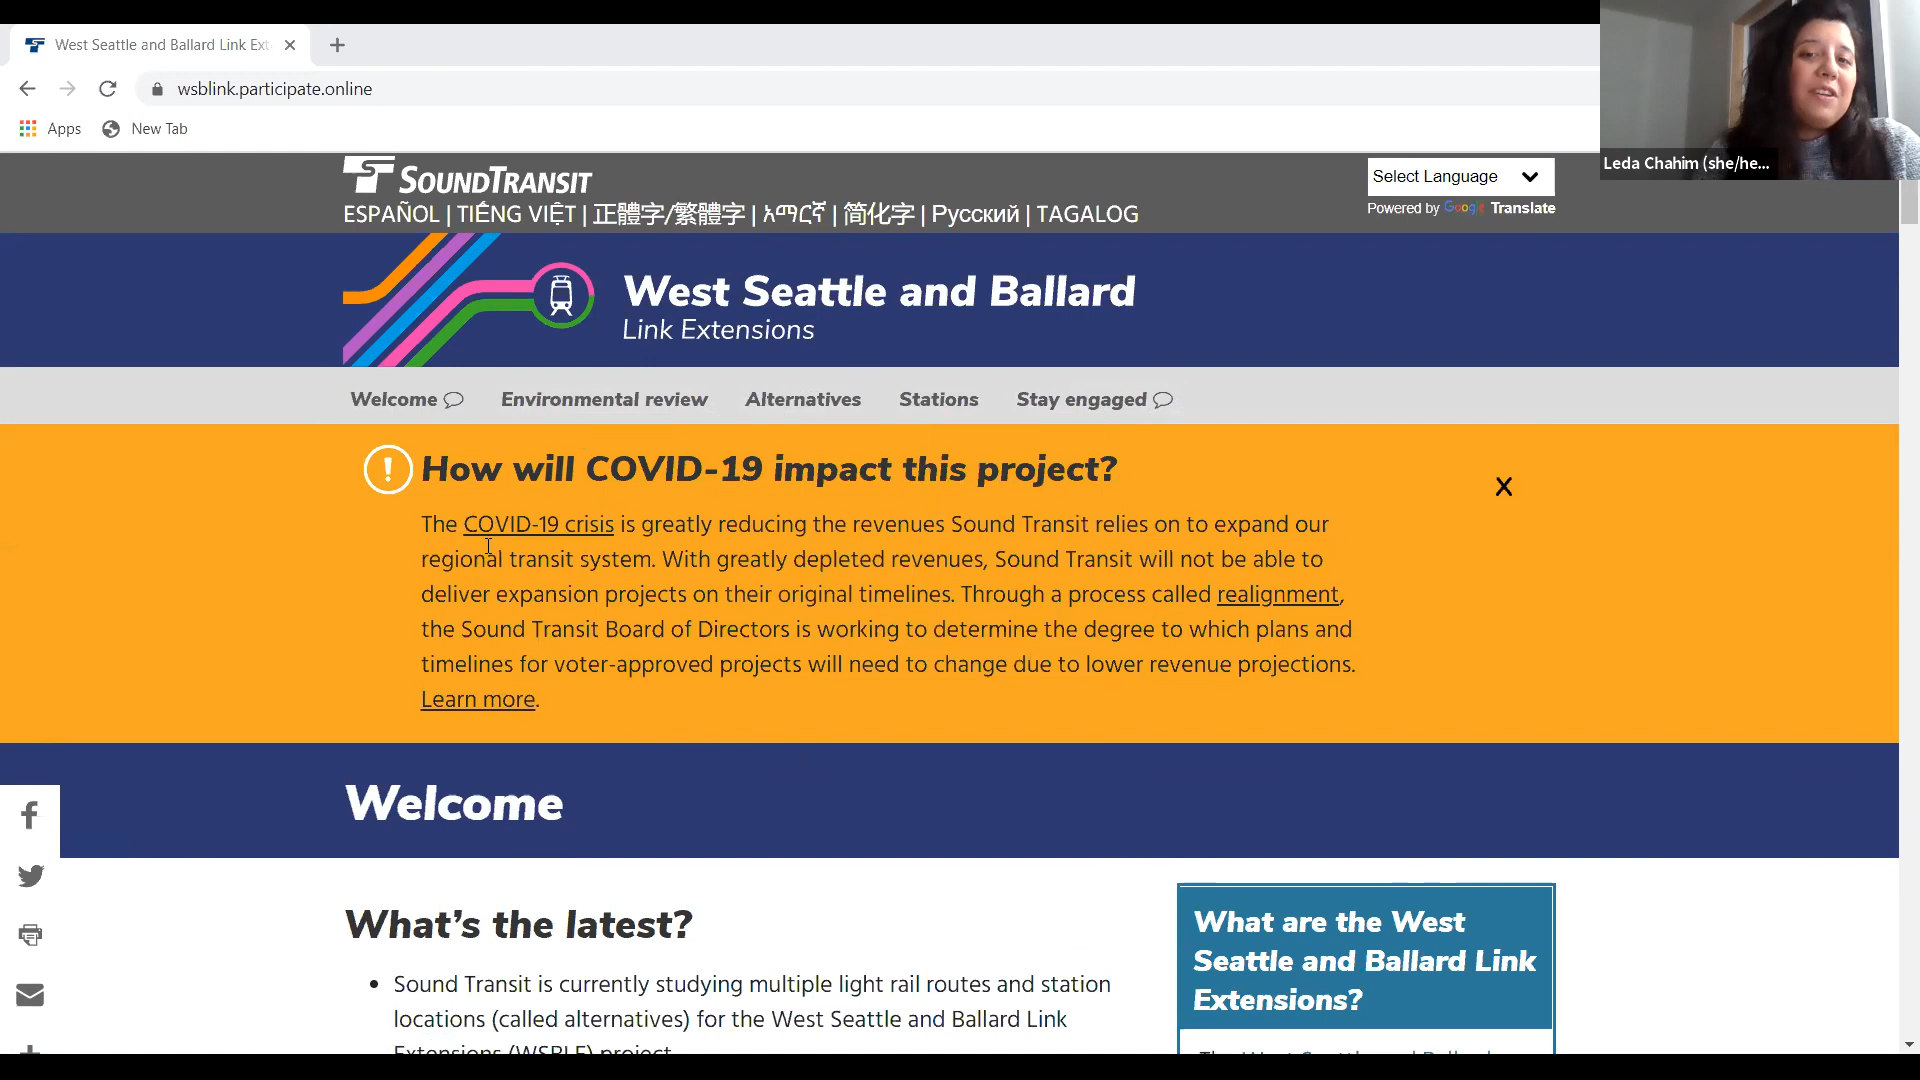 West Seattle and Ballard Link Ext
wsblink.participate.online
Apps
New Tab
Leda Chahim (she/he...
SOUNDTRANSIT
Select Language
ESPAÑOL | TIẾNG VIỆT | 正體字/繁體字 | አማርኛ | 简化字 | Русский | TAGALOG
Powered by Google Translate
West Seattle and Ballard
Link Extensions
Welcome
Environmental review
Alternatives
Stations
Stay engaged
How will COVID-19 impact this project?
X
The COVID-19 crisis is greatly reducing the revenues Sound Transit relies on to expand our
regional transit system. With greatly depleted revenues, Sound Transit will not be able to
deliver expansion projects on their original timelines. Through a process called realignment,
the Sound Transit Board of Directors is working to determine the degree to which plans and
timelines for voter-approved projects will need to change due to lower revenue projections.
Learn more.
Welcome
What's the latest?
Sound Transit is currently studying multiple light rail routes and station
locations (called alternatives) for the West Seattle and Ballard Link
Extensions (WSBLE) project
What are the West
Seattle and Ballard Link
Extensions?
The West Seattle and Ballard